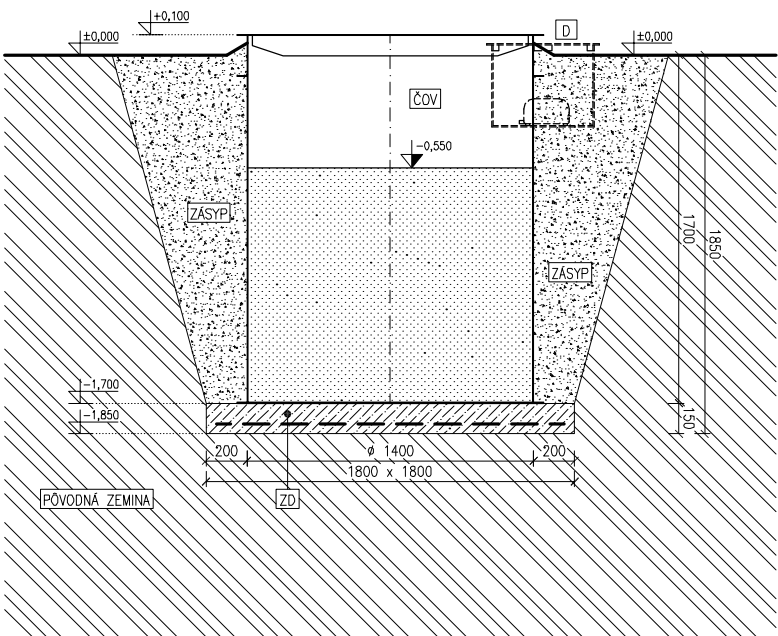 +0,100
±0,000
D
±0,000
ČOV
-0,550
ZÁSYP
ZÁSYP
1700
1850
-1,700
-1,850
150
200
ø 1400
200
1800 x 1800
PÔVODNÁ ZEMINA
ZD